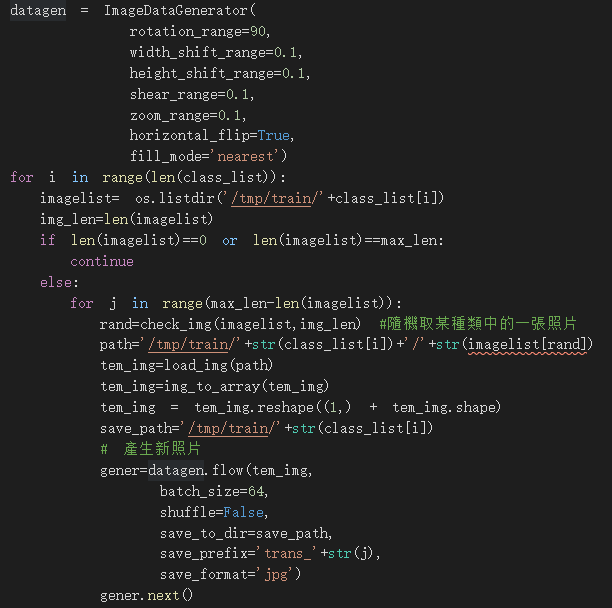 datagen = ImageDataGenerator(
rotation_range=90,
width_shift_range=0.1,
height_shift_range=0.1,
shear_range=0.1,
zoom_range=0.1,
horizontal_flip=True,
fill_mode='nearest')
for i in range(len(class_list)):
imagelist= os.listdir('/tmp/train/'+class_list[i])
img_len=len(imagelist)
if len(imagelist)==0 or len(imagelist)==max_len:
continue
else:
for j in range(max_len-len(imagelist)):
rand=check_img(imagelist,img_len) #隨機取某種類中的一張照片
path='/tmp/train/'+str(class_list[i])+'/'+str(imagelist[rand])
tem_img=load_img(path)
tem_img=img_to_array(tem_img)
tem_img = tem_img.reshape((1,) + tem_img.shape)
save_path='/tmp/train/'+str(class_list[i])
# 產生新照片
gener=datagen.flow(tem_img,
batch_size=64,
shuffle=False,
save_to_dir=save_path,
save_prefix='trans_'+str(j),
save_format='jpg')
gener.next()